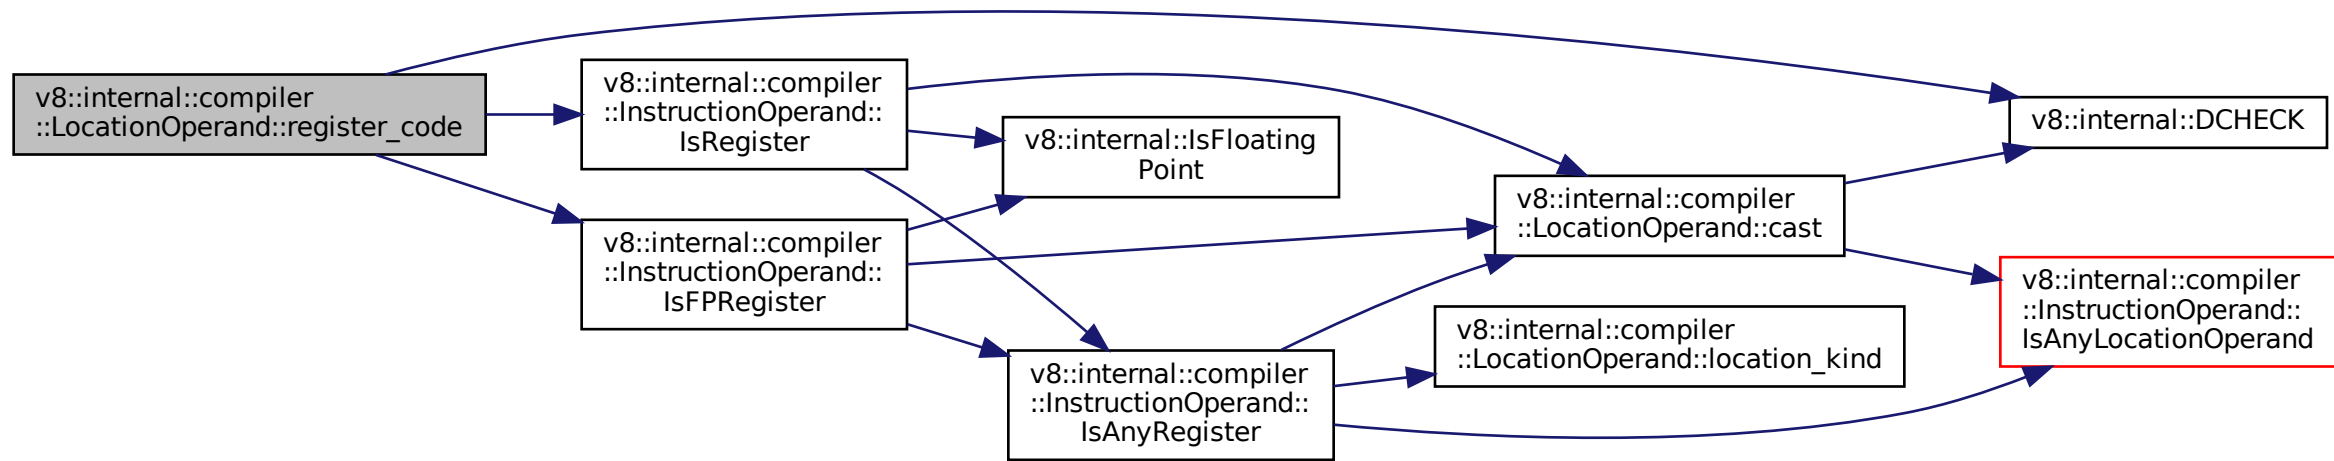 v8::internal::compiler
::LocationOperand::register_code
v8::internal::compiler
::InstructionOperand::
IsRegister
v8::internal::compiler
::InstructionOperand::
IsFPRegister
v8::internal::IsFloating
Point
v8::internal::compiler
::InstructionOperand::
IsAnyRegister
v8::internal::compiler
::LocationOperand::cast
v8::internal::compiler
::LocationOperand::location_kind
v8::internal::DCHECK
v8::internal::compiler
::InstructionOperand::
IsAnyLocationOperand